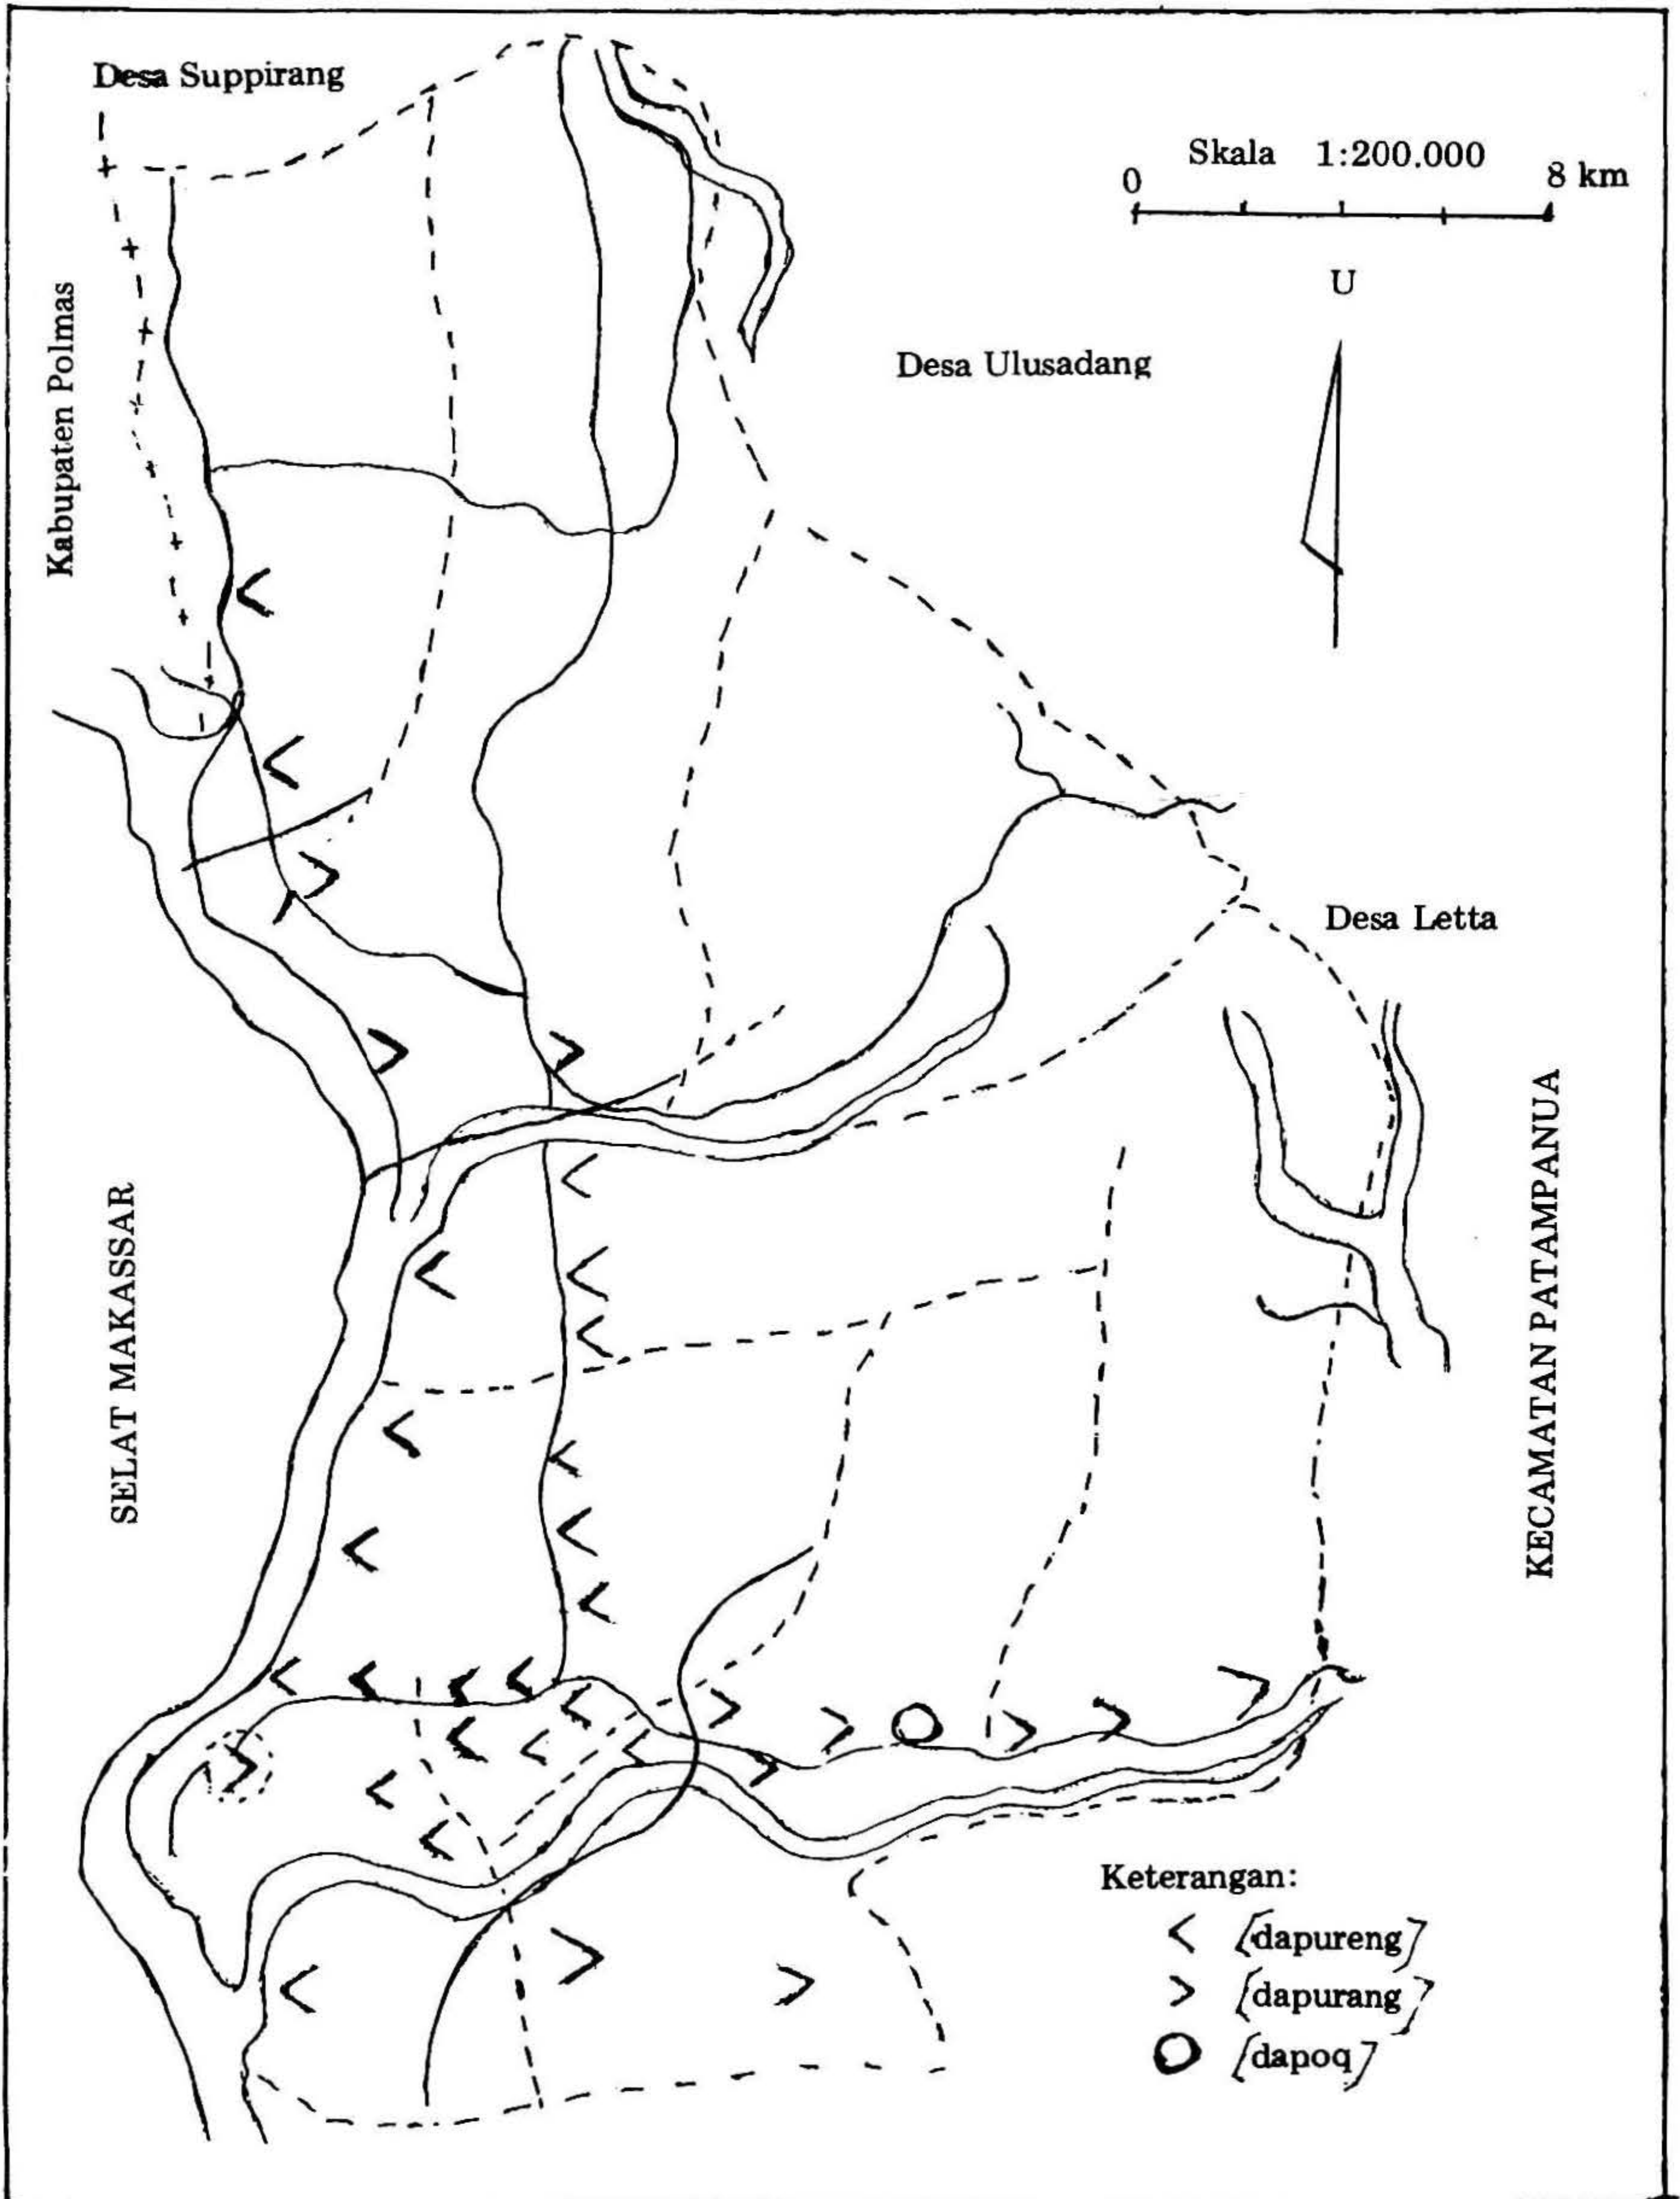 Desa Suppirang
Skala 1:200.000
0
8 km
U
Kabupaten Polmas
Desa Ulusadang
Desa Letta
SELAT MAKASSAR
KECAMATAN PATAMPANUA
Keterangan:
< [dapureng]
> [dapurang]
O [dapoq]